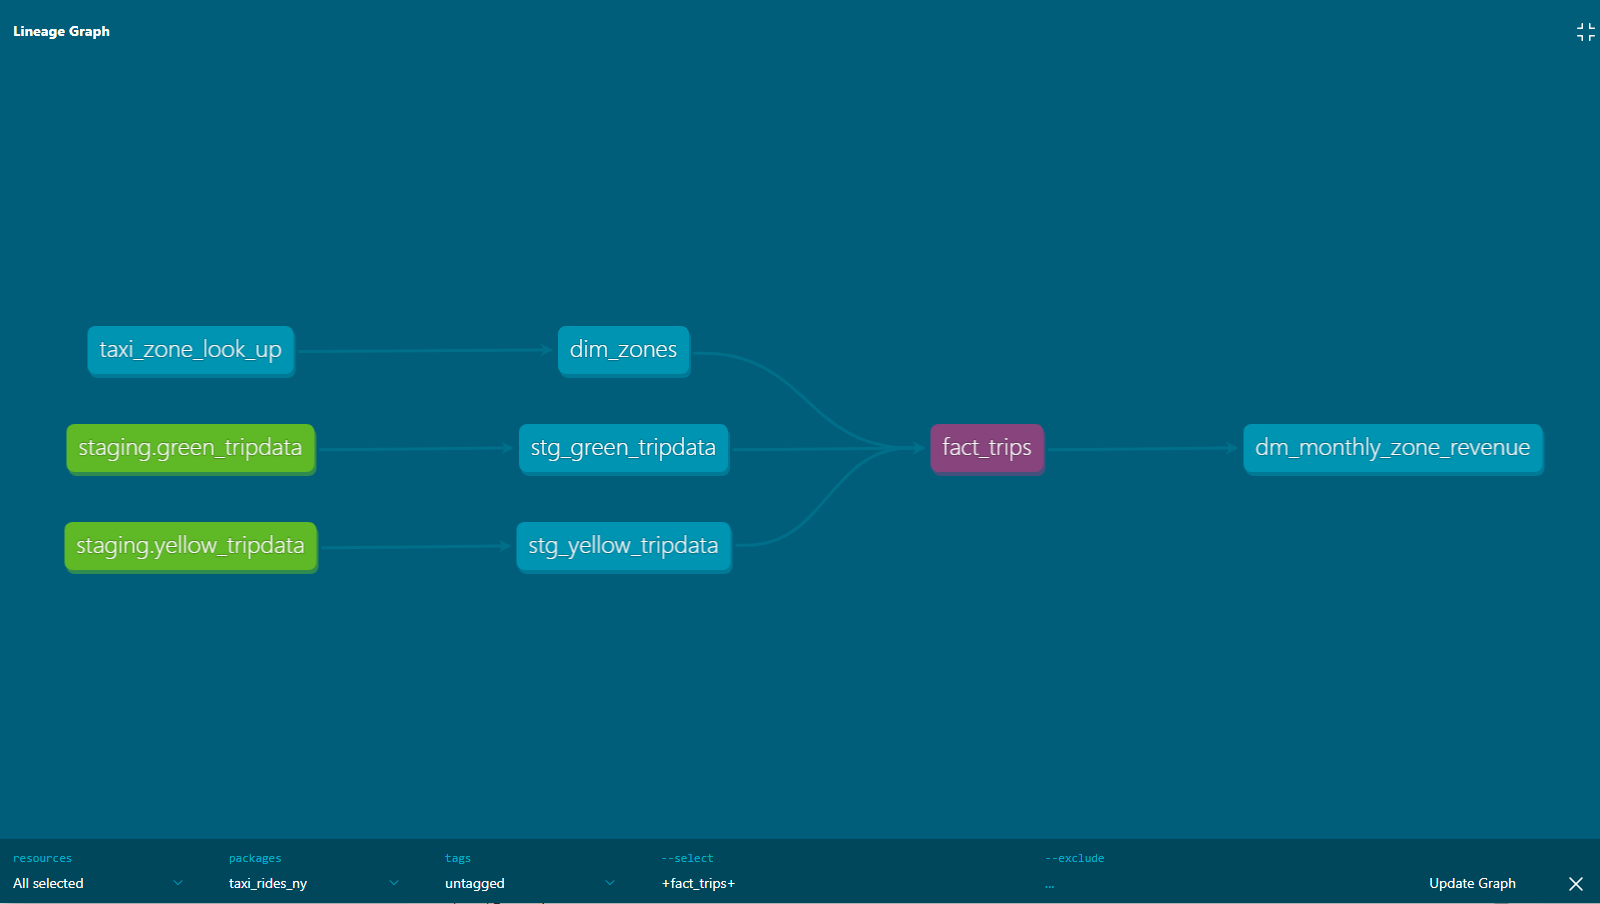 Lineage Graph
taxi_zone_look_up
dim_zones
staging.green_tripdata
stg_green_tripdata
fact_trips
dm_monthly_zone_revenue
staging.yellow_tripdata
stg_yellow_tripdata
resources
packages
tags
--select
--exclude
All selected
taxi_rides_ny
untagged
+fact_trips+
...
Update Graph